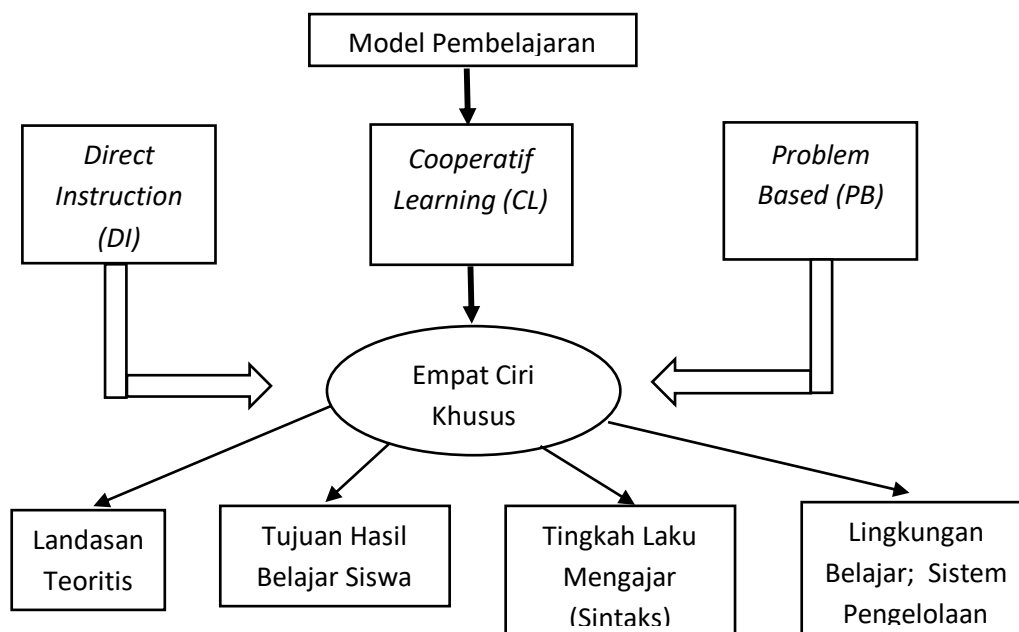 Model Pembelajaran
Direct
Instruction
(DI)
Cooperatif
Learning (CL)
Problem
Based (PB)
Empat Ciri
Khusus
Landasan
Teoritis
Tujuan Hasil
Belajar Siswa
Tingkah Laku
Mengajar
(Sintaks)
Lingkungan
Belajar; Sistem
Pengelolaan